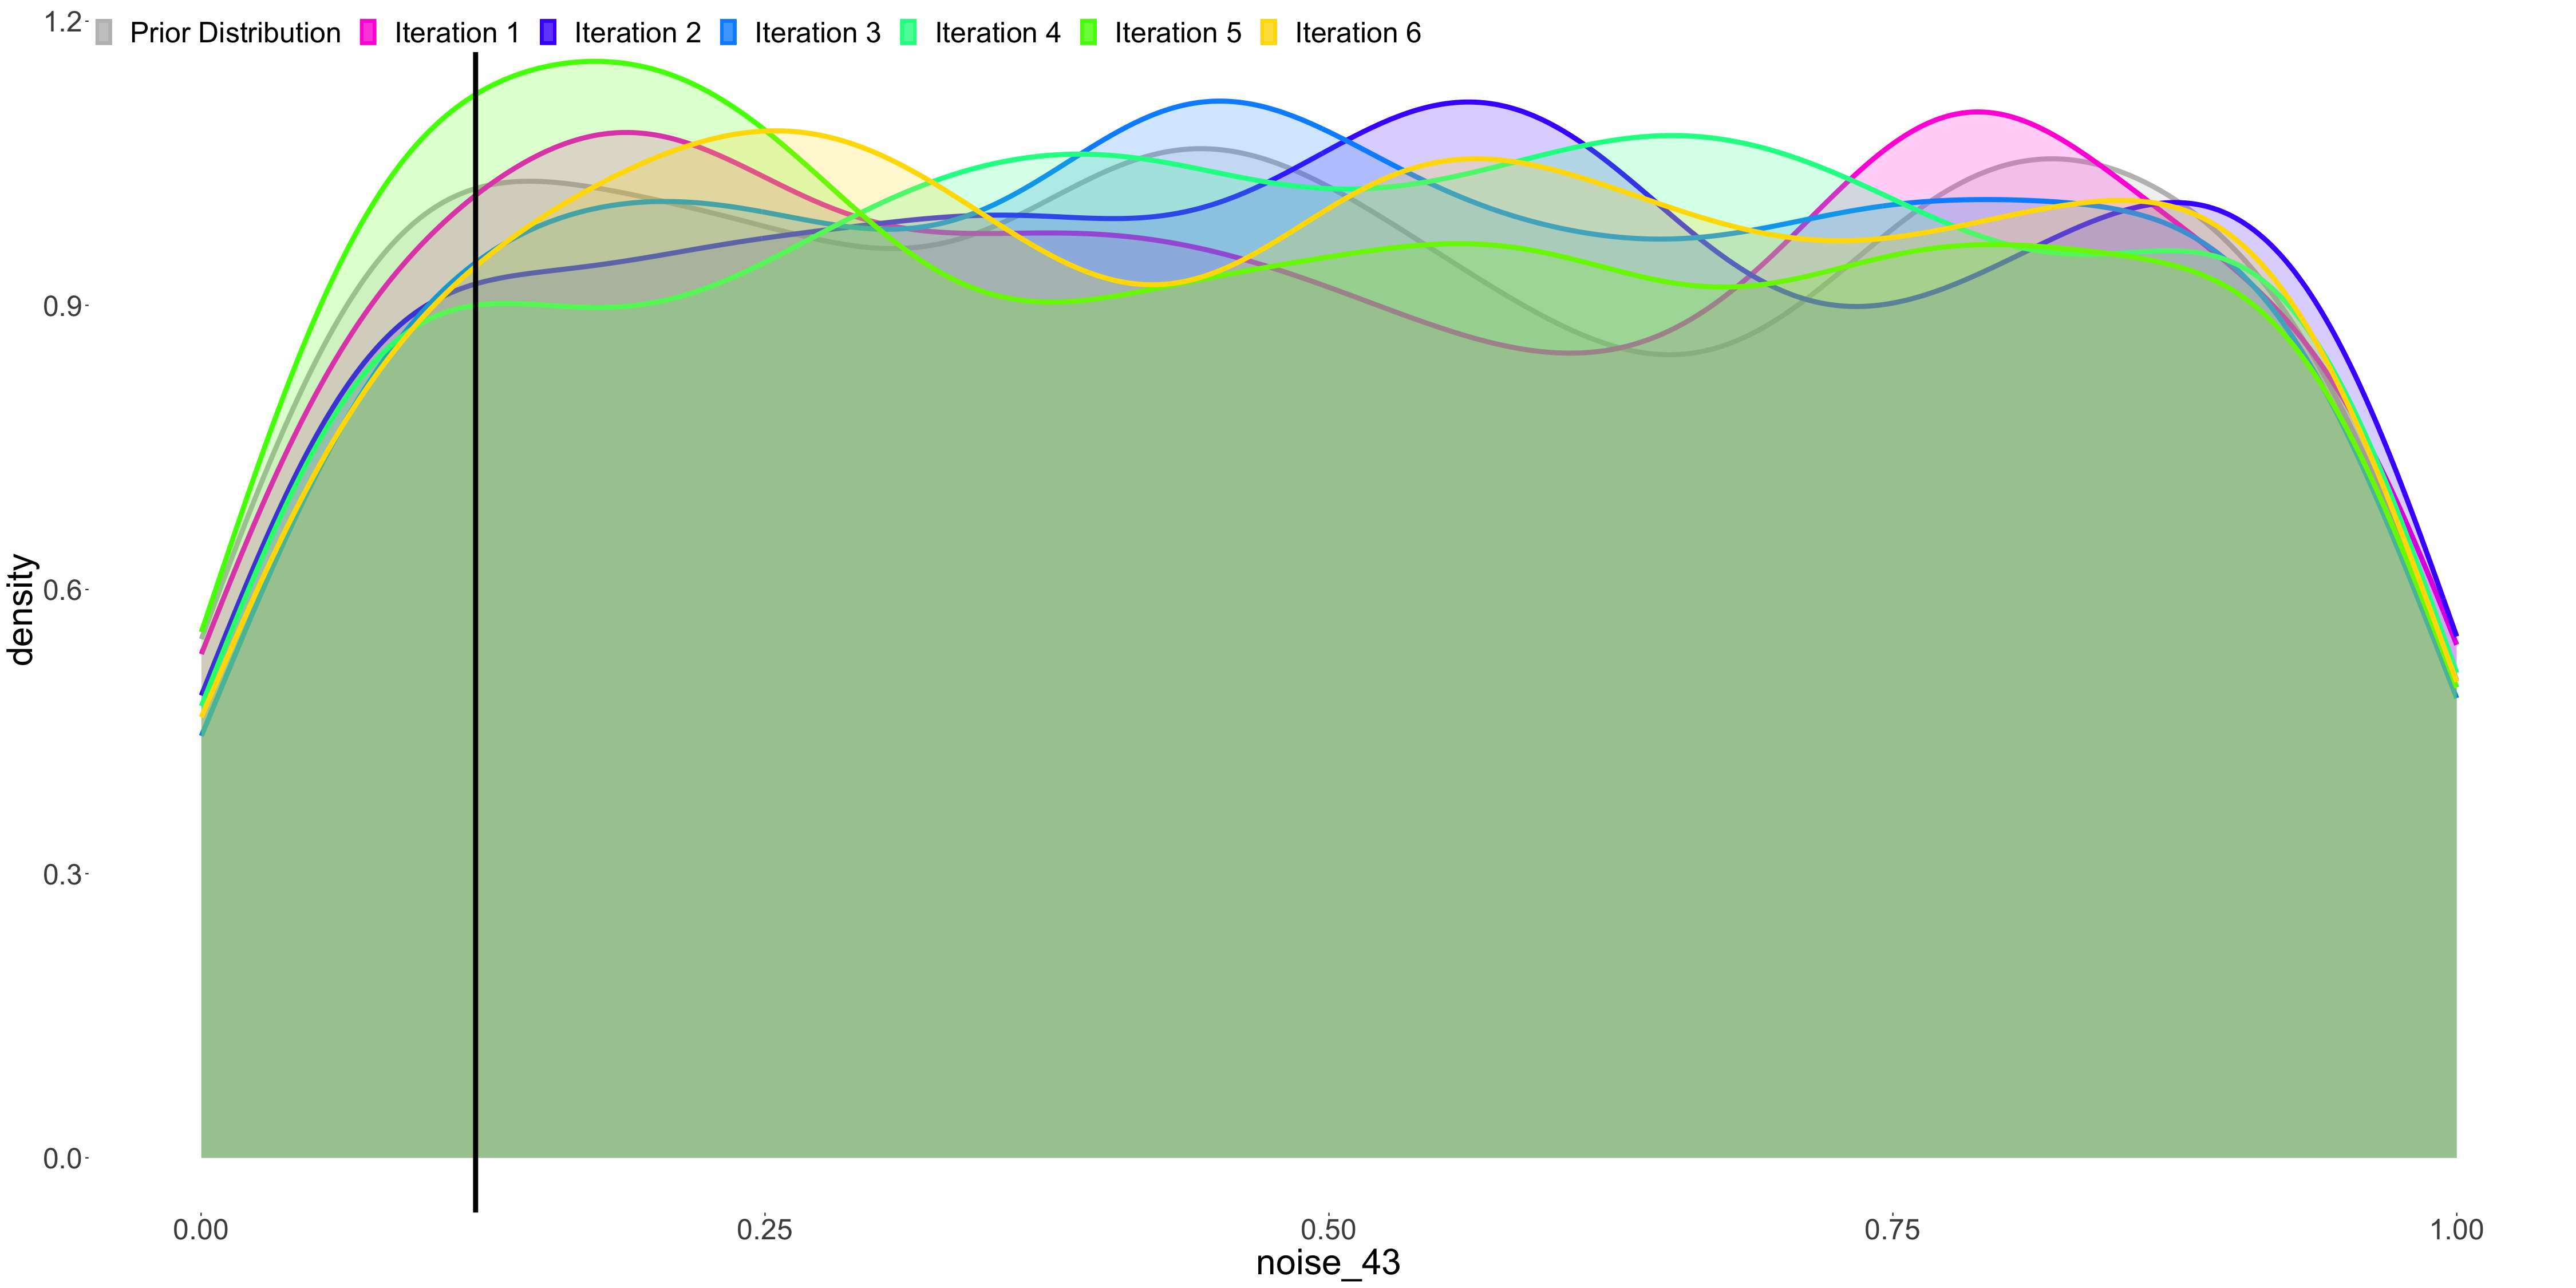 Prior Distribution Iteration 1 Iteration 2 Iteration 3 Iteration 4 Iteration 5 Iteration 6
1.2
0.9
0.6
0.3
0.0
density
0.00 0.25 0.50 0.75 1.00
noise_43